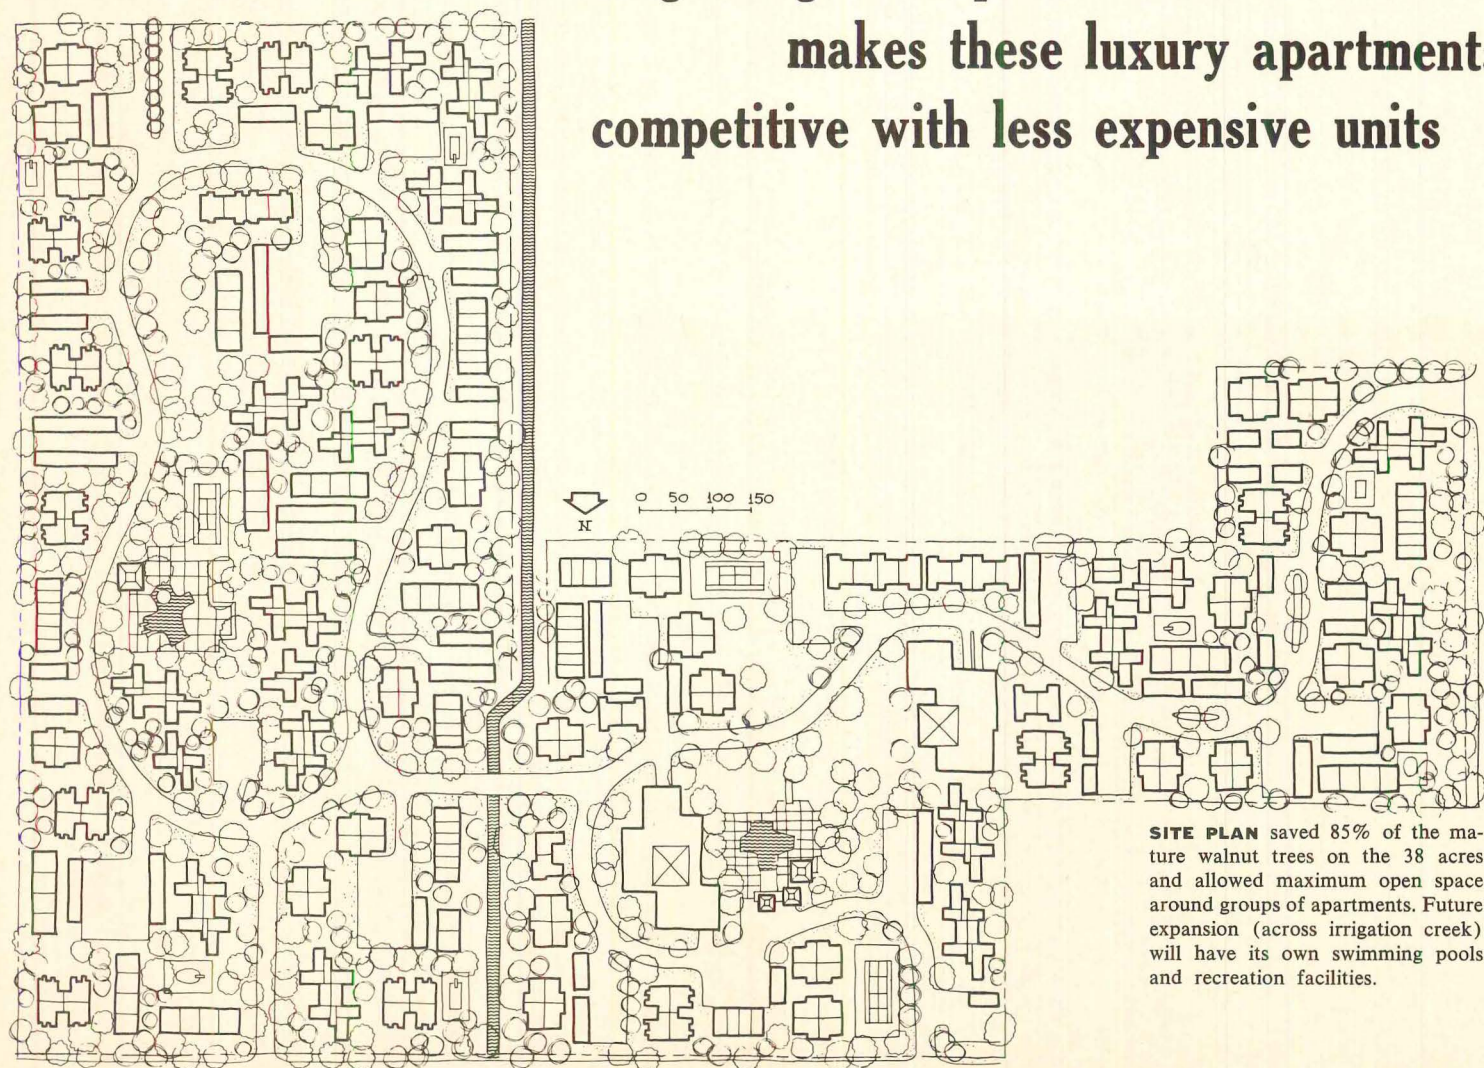 makes these luxury apartment
competitive with less expensive units
0 50 100 150
N
SITE PLAN saved 85% of the ma-
ture walnut trees on the 38 acres
and allowed maximum open space
around groups of apartments. Future
expansion (across irrigation creek)
will have its own swimming pools
and recreation facilities.